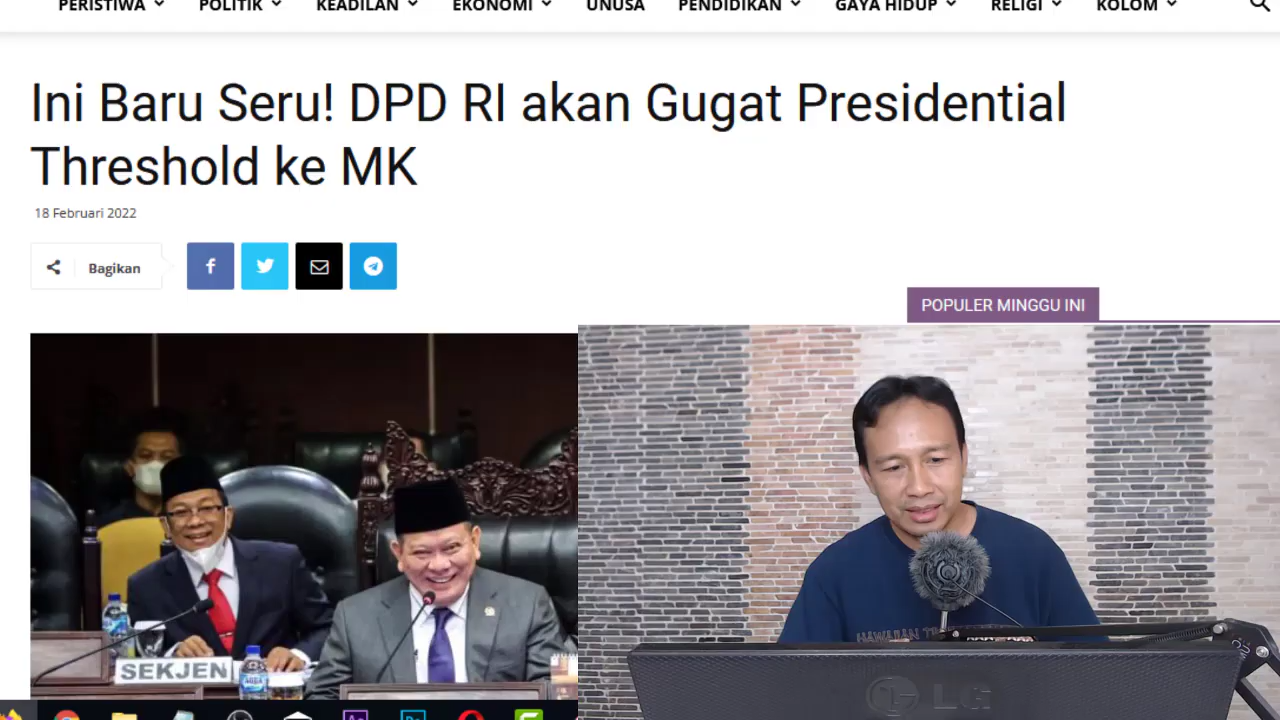 PERISTIWA
POLITIK
KEADILAN
EKONOMI
UNUSA
PENDIDIKAN
GAYA HIDUP
RELIGI
KOLOM
Ini Baru Seru! DPD RI akan Gugat Presidential
Threshold ke MK
18 Februari 2022
Bagikan
POPULER MINGGU INI
SEKJEN
LG